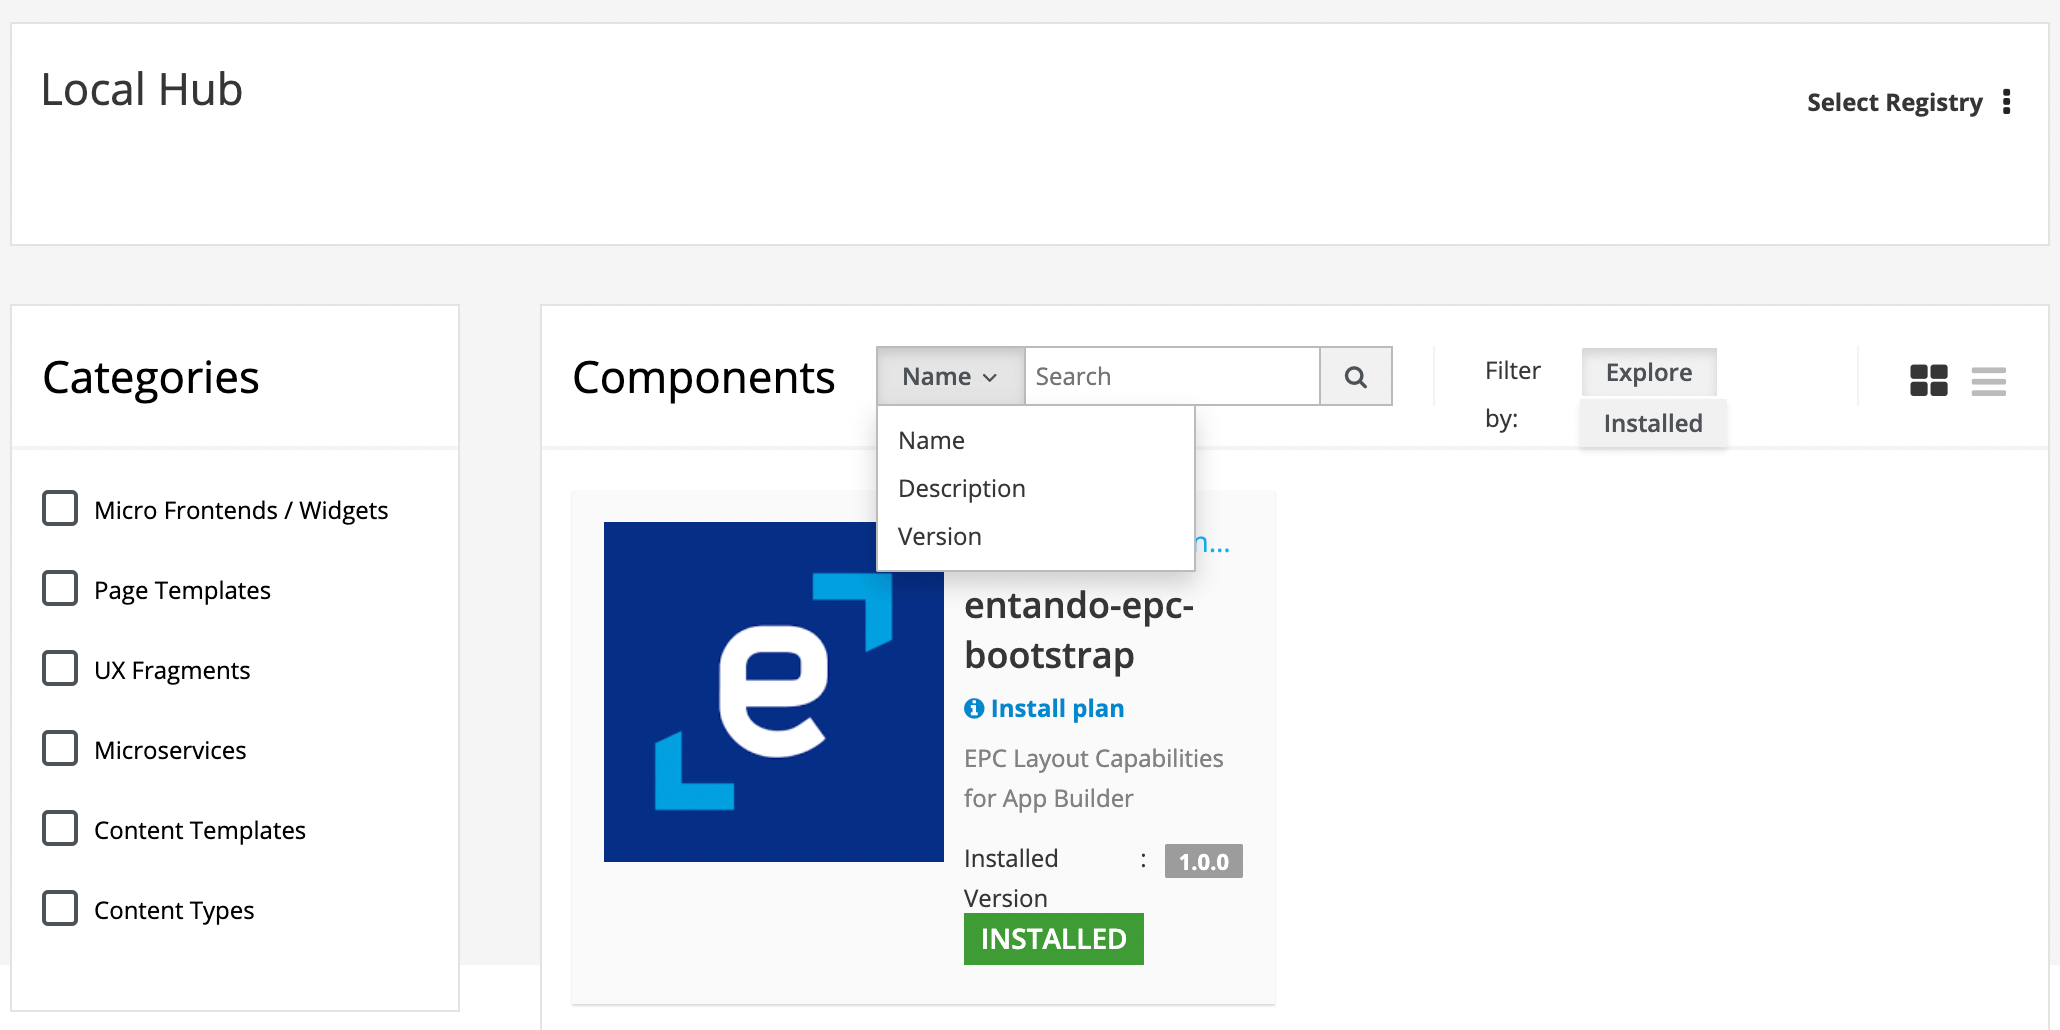 Local Hub
Select Registry
Categories
Micro Frontends / Widgets
Page Templates
UX Fragments
Microservices
Content Templates
Content Types
Components
Name
Search
Filter
by:
Explore
Installed
Name
Description
Version
n...
e
entando-epc-
bootstrap
Install plan
EPC Layout Capabilities
for App Builder
Installed : 1.0.0
Version
INSTALLED